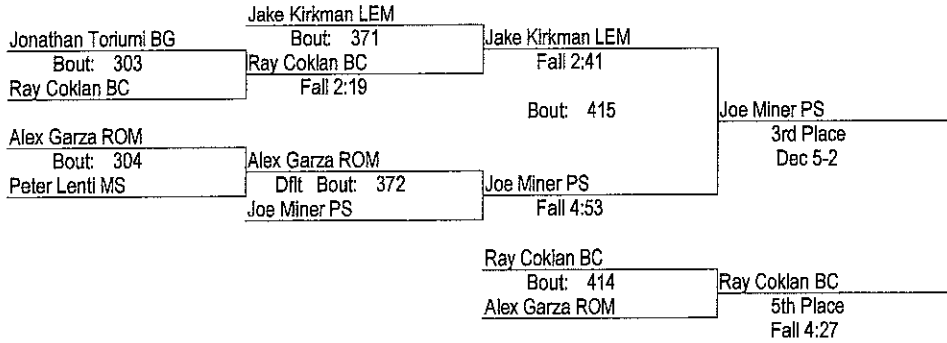 Jake Kirkman LEM
Jonathan Toriumi BG
Bout: 371
Jake Kirkman LEM
Bout: 303
Ray Coklan BC
Fall 2:41
Ray Coklan BC
Fall 2:19
Bout: 415
Joe Miner PS
3rd Place
Dec 5-2
Alex Garza ROM
Bout: 304
Alex Garza ROM
Peter Lenti MS
Dflt Bout: 372
Joe Miner PS
Joe Miner PS
Fall 4:53
Ray Coklan BC
Bout: 414
Ray Coklan BC
Alex Garza ROM
5th Place
Fall 4:27